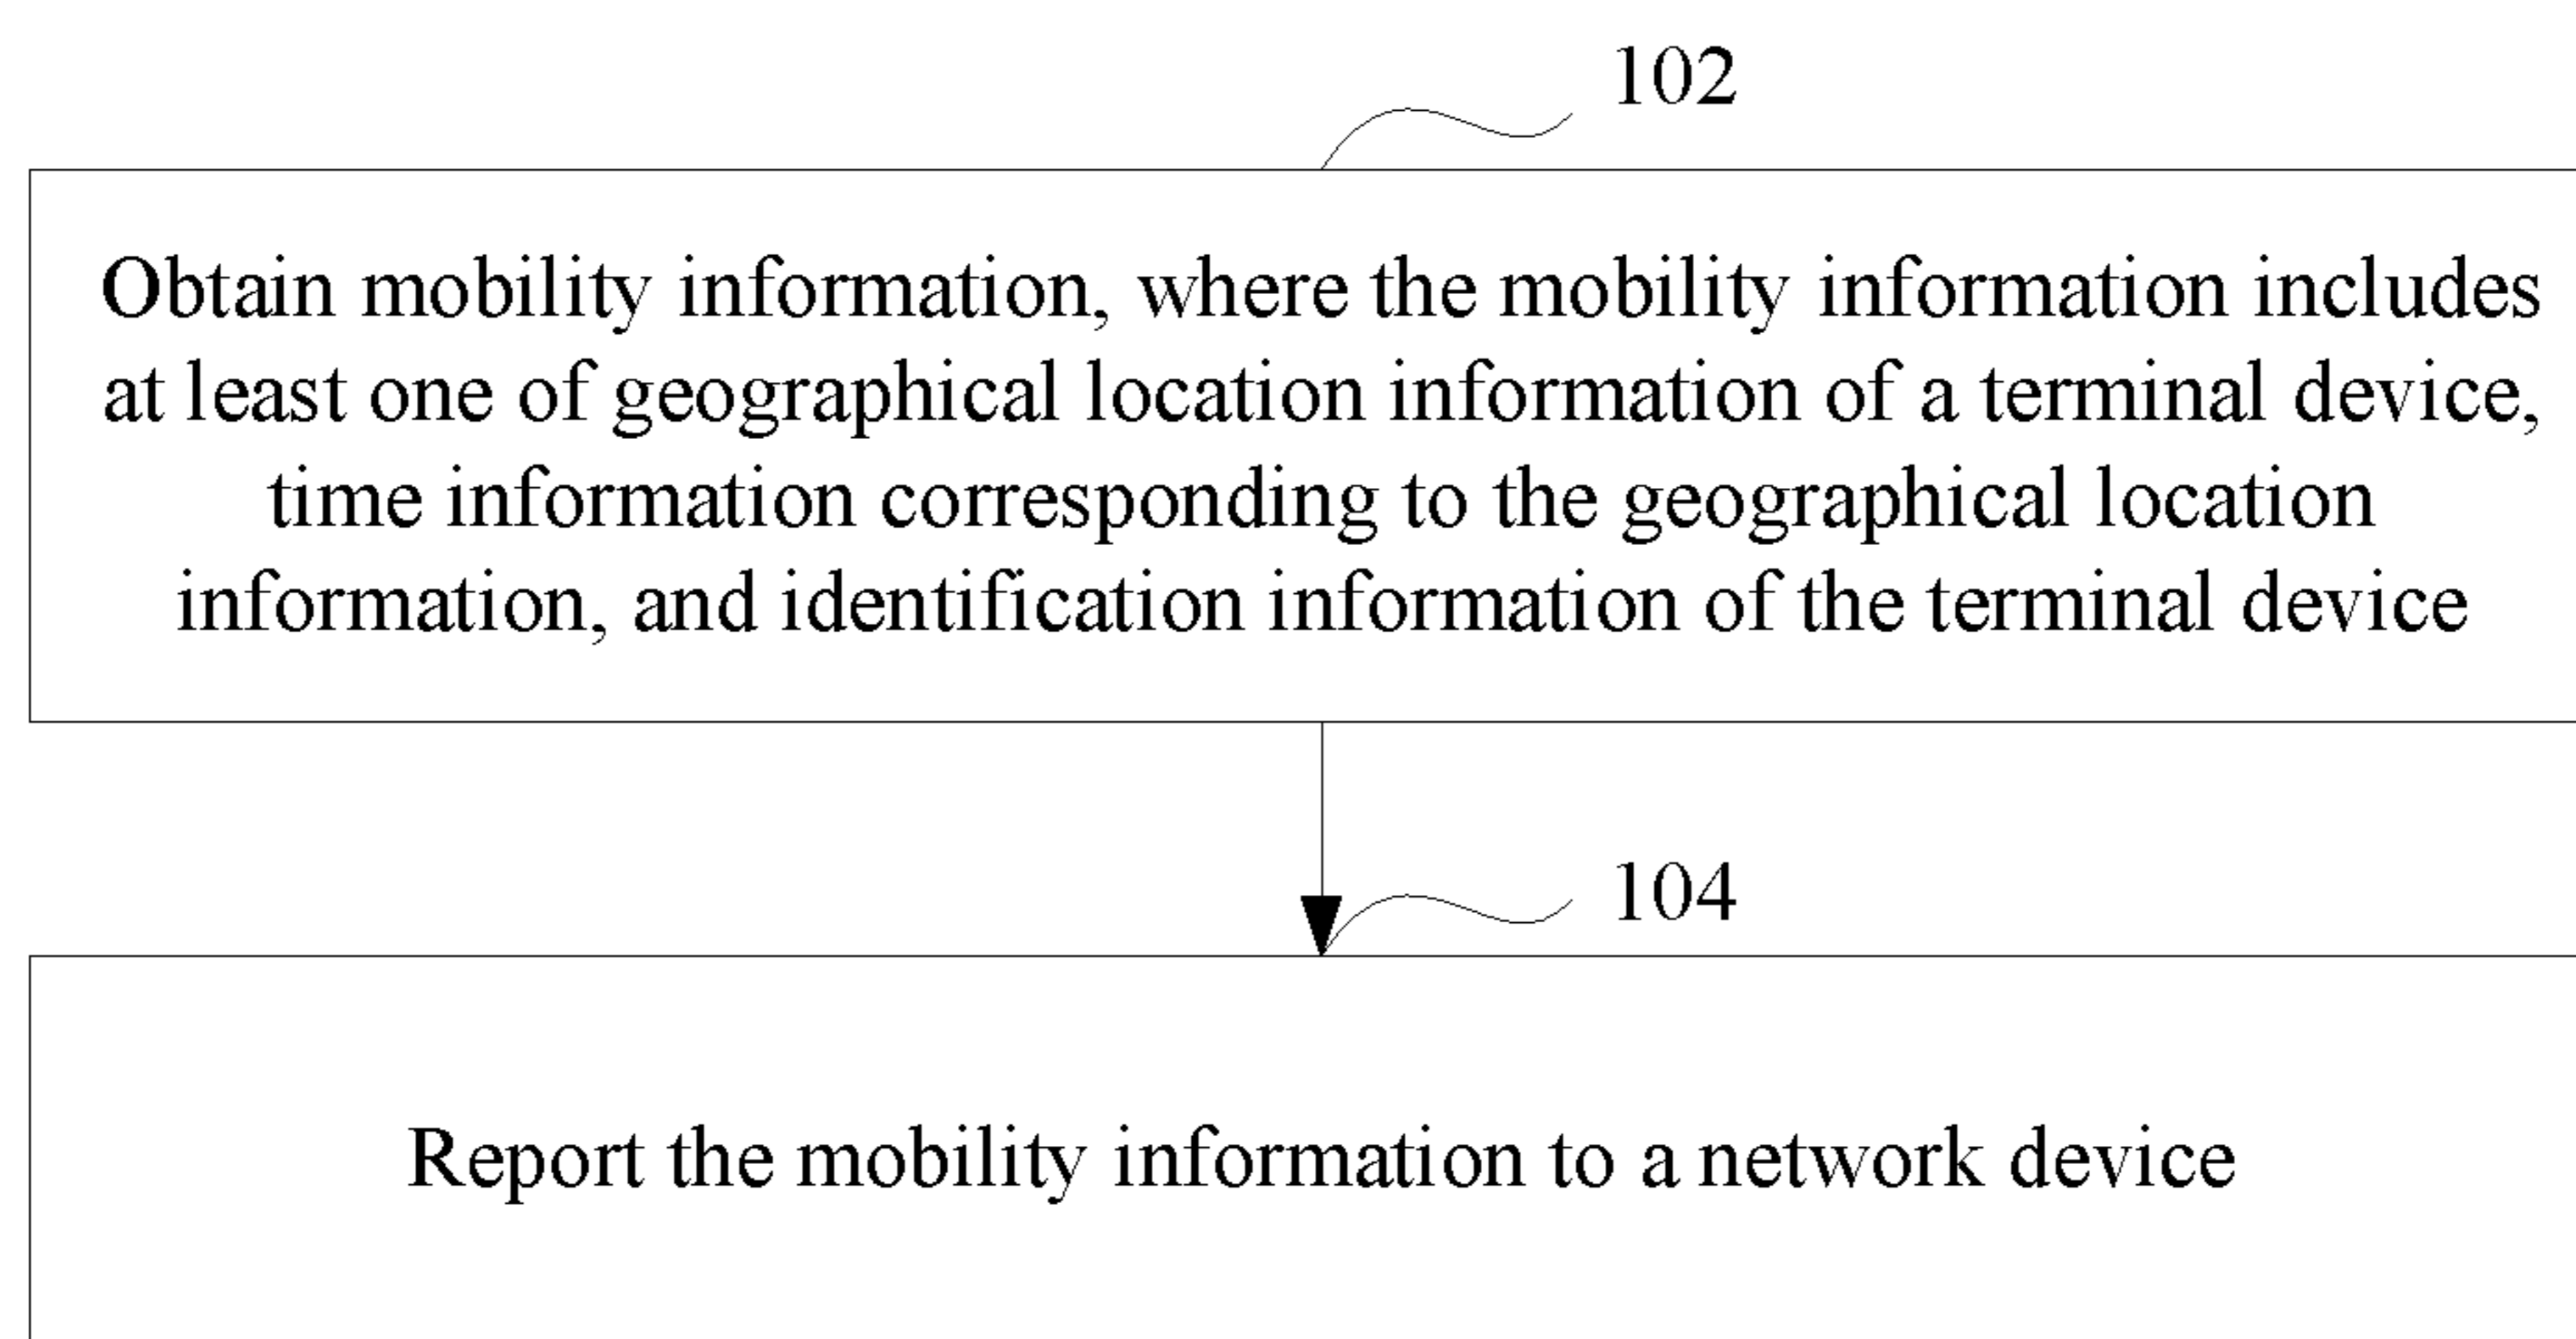 102
Obtain mobility information, where the mobility information includes
at least one of geographical location information of a terminal device,
time information corresponding to the geographical location
information, and identification information of the terminal device
104
Report the mobility information to a network device